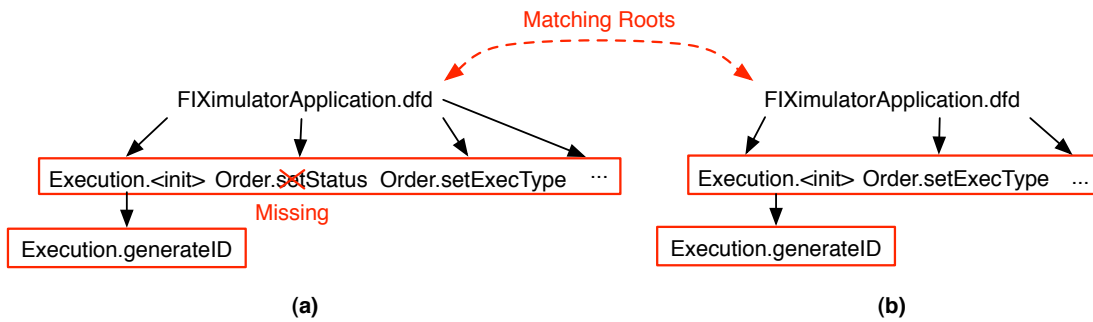 Matching Roots
FIXimulatorApplication.dfd
FIXimulatorApplication.dfd
Execution.<init> Order.setStatus Order.setExecType ...
Execution.<init> Order.setExecType ...
Missing
Execution.generateID
Execution.generateID
(a)
(b)